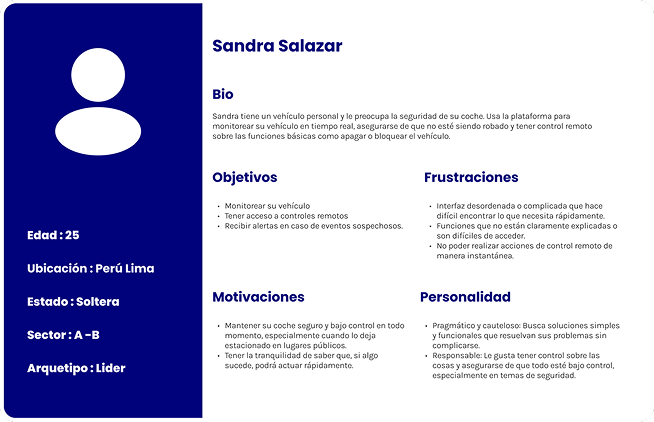 Sandra Salazar
Bio
Sandra tiene un vehículo personal y le preocupa la seguridad de su coche. Usa la plataforma para
monitorear su vehículo en tiempo real, asegurarse de que no esté siendo robado y tener control remoto
sobre las funciones básicas como apagar o bloquear el vehículo.
Objetivos
• Monitorear su vehículo
• Tener acceso a controles remotos
• Recibir alertas en caso de eventos sospechosos.
Frustraciones
• Interfaz desordenada o complicada que hace
difícil encontrar lo que necesita rápidamente.
• Funciones que no están claramente explicadas o
son difíciles de acceder.
• No poder realizar acciones de control remoto de
manera instantánea.
Edad : 25
Ubicación : Perú Lima
Estado : Soltera
Sector : A -B
Arquetipo : Lider
Motivaciones
• Mantener su coche seguro y bajo control en todo
momento, especialmente cuando lo deja
estacionado en lugares públicos.
• Tener la tranquilidad de saber que, si algo
sucede, podrá actuar rápidamente.
Personalidad
• Pragmático y cauteloso: Busca soluciones simples
y funcionales que resuelvan sus problemas sin
complicarse.
• Responsable: Le gusta tener control sobre las
cosas y asegurarse de que todo esté bajo control,
especialmente en temas de seguridad.